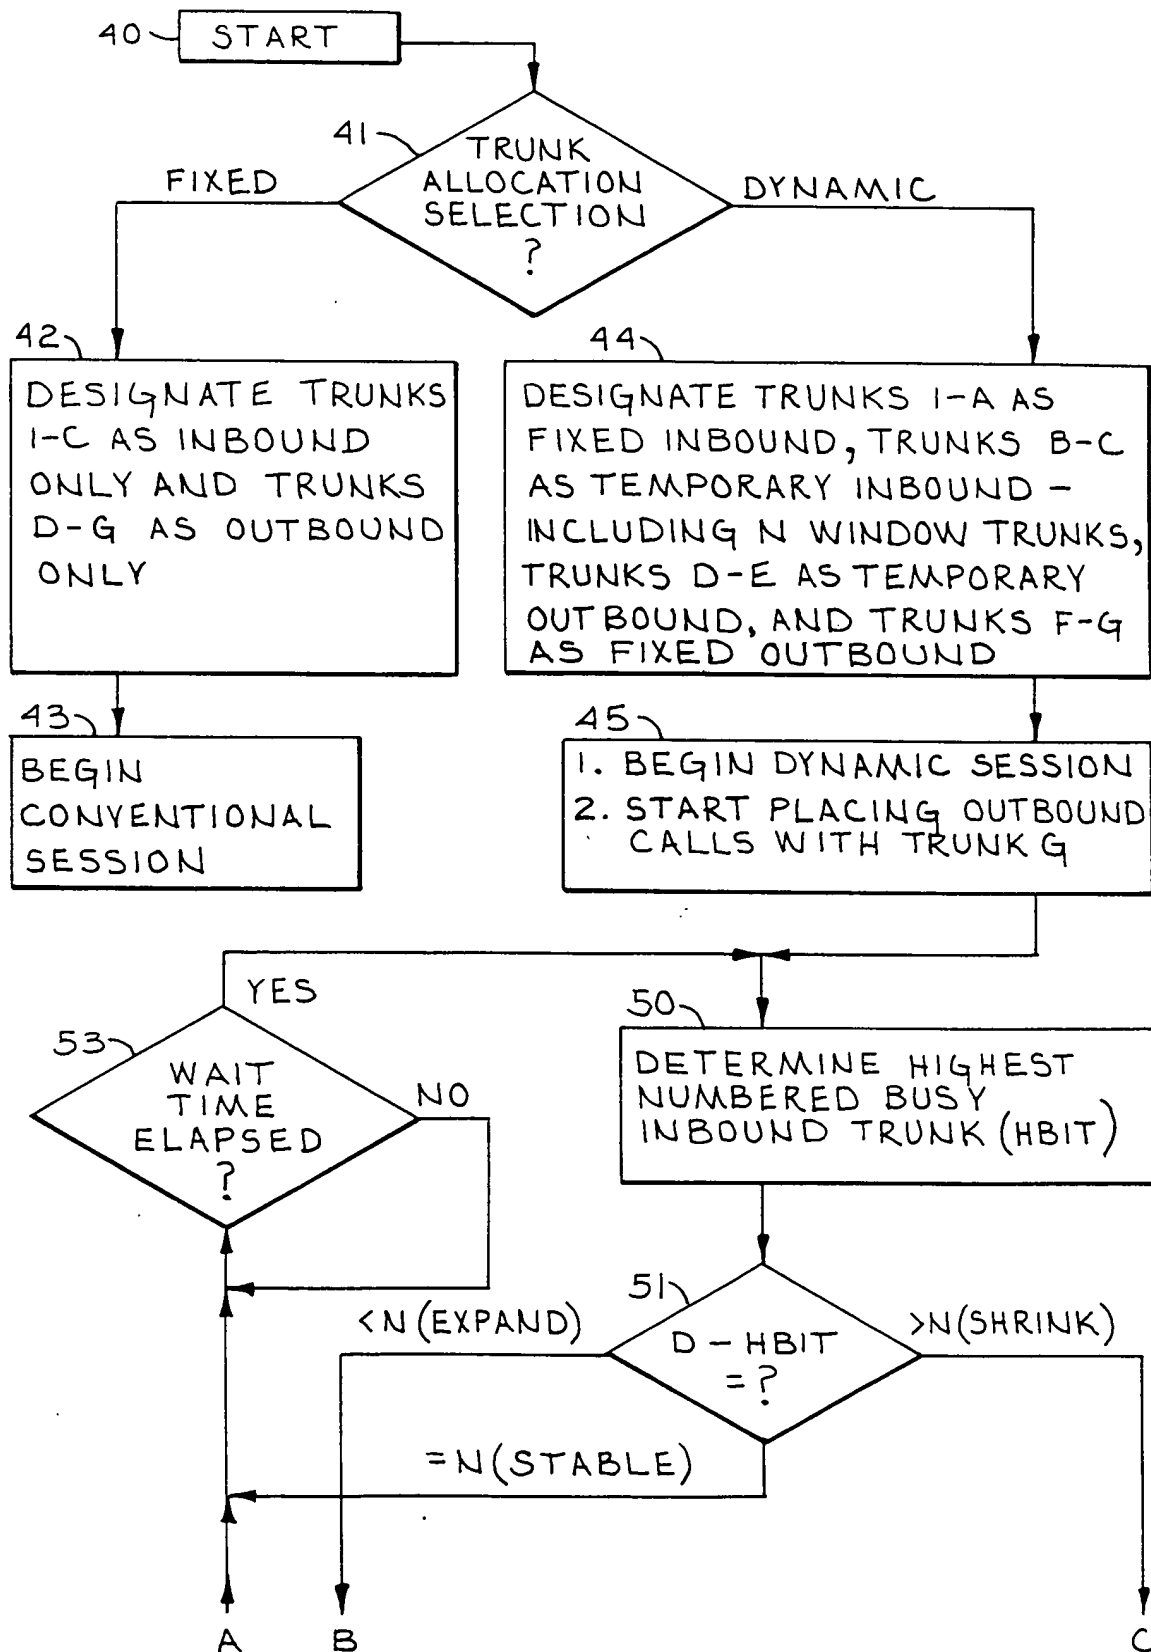 40
START
41
TRUNK
ALLOCATION
SELECTION
?
FIXED
DYNAMIC
42
DESIGNATE TRUNKS
1-C AS INBOUND
ONLY AND TRUNKS
D-G AS OUTBOUND
ONLY
44
DESIGNATE TRUNKS 1-A AS
FIXED INBOUND, TRUNKS B-C
AS TEMPORARY INBOUND –
INCLUDING N WINDOW TRUNKS,
TRUNKS D-E AS TEMPORARY
OUTBOUND, AND TRUNKS F-G
AS FIXED OUTBOUND
43
BEGIN
CONVENTIONAL
SESSION
45
1. BEGIN DYNAMIC SESSION
2. START PLACING OUTBOUND
CALLS WITH TRUNK G
YES
53
WAIT
TIME
ELAPSED
?
NO
50
DETERMINE HIGHEST
NUMBERED BUSY
INBOUND TRUNK (HBIT)
51
D – HBIT
= ?
<N (EXPAND)
>N (SHRINK)
=N (STABLE)
A
B
C